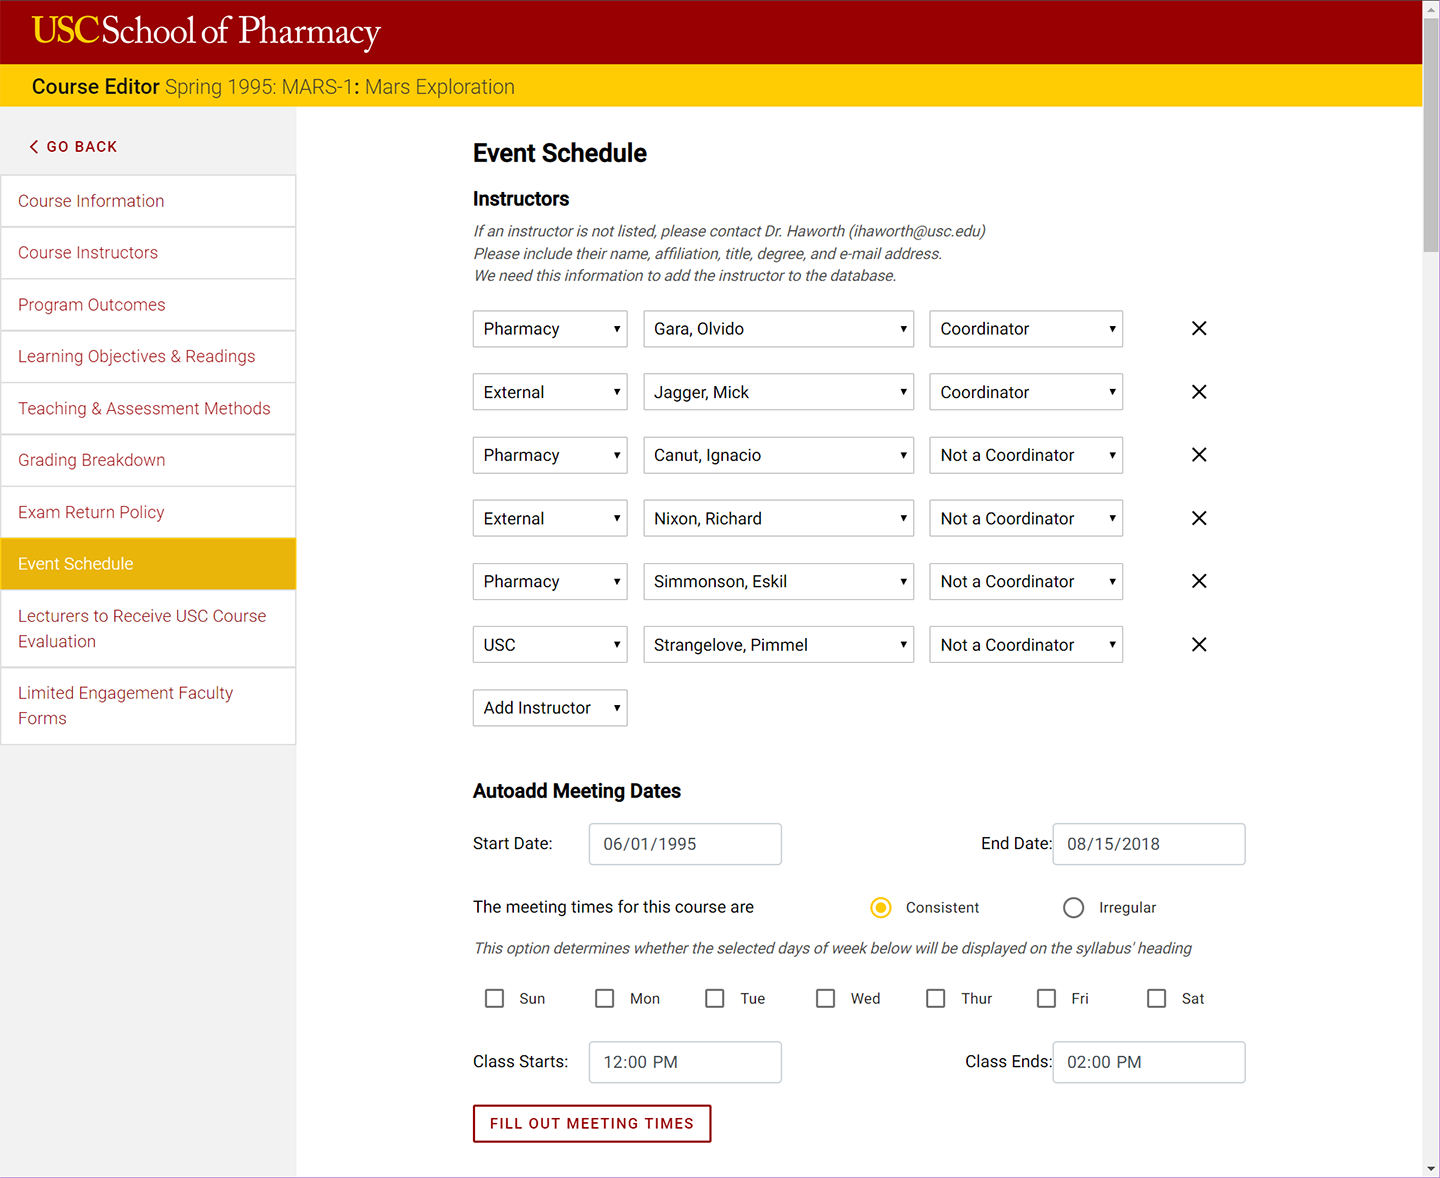 USC School of Pharmacy
Course Editor Spring 1995: MARS-1: Mars Exploration
GO BACK
Course Information
Course Instructors
Program Outcomes
Learning Objectives & Readings
Teaching & Assessment Methods
Grading Breakdown
Exam Return Policy
Event Schedule
Lecturers to Receive USC Course
Evaluation
Limited Engagement Faculty
Forms
Event Schedule
Instructors
If an instructor is not listed, please contact Dr. Haworth (ihaworth@usc.edu)
Please include their name, affiliation, title, degree, and e-mail address.
We need this information to add the instructor to the database.
Pharmacy Gara, Olvido Coordinator
External Jagger, Mick Coordinator
Pharmacy Canut, Ignacio Not a Coordinator
External Nixon, Richard Not a Coordinator
Pharmacy Simmonson, Eskil Not a Coordinator
USC Strangelove, Pimmel Not a Coordinator
Add Instructor
Autoadd Meeting Dates
Start Date: 06/01/1995 End Date: 08/15/2018
The meeting times for this course are Consistent Irregular
This option determines whether the selected days of week below will be displayed on the syllabus' heading
Sun Mon Tue Wed Thur Fri Sat
Class Starts: 12:00 PM Class Ends: 02:00 PM
FILL OUT MEETING TIMES